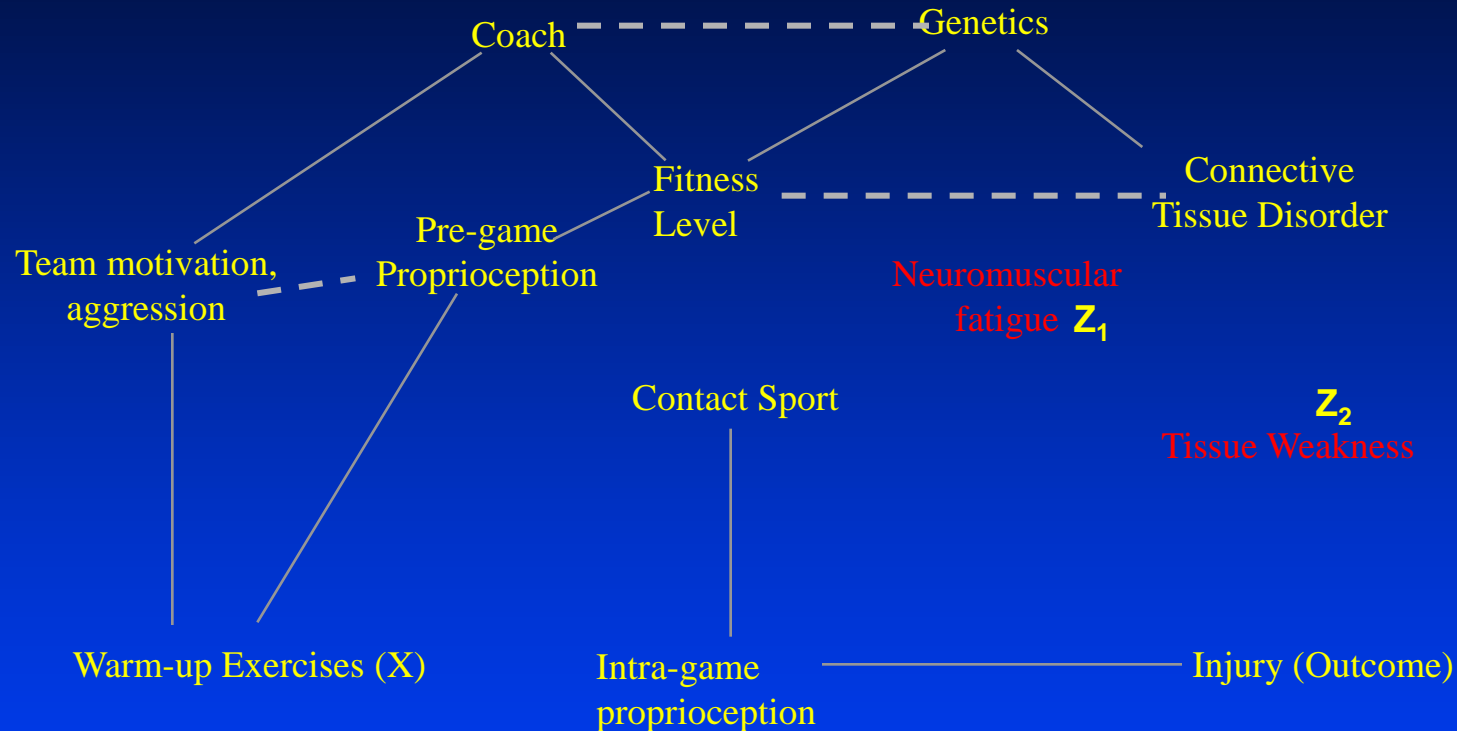 Coach
Genetics
Fitness
Level
Connective
Tissue Disorder
Pre-game
Proprioception
Team motivation,
aggression
Neuromuscular
fatigue Z₁
Contact Sport
Z₂
Tissue Weakness
Warm-up Exercises (X)
Intra-game
proprioception
Injury (Outcome)